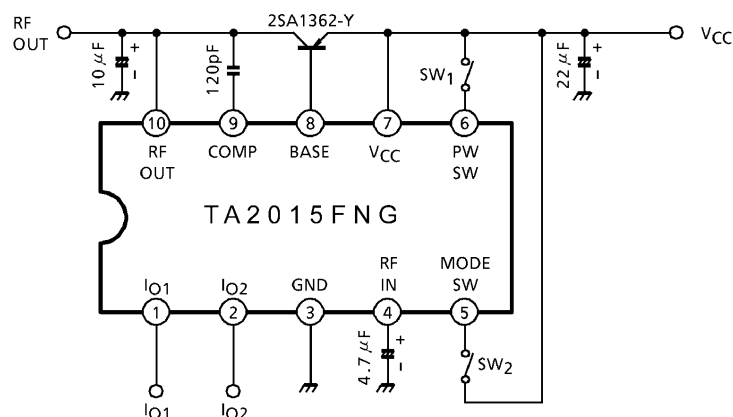 RF
OUT
10 μF
+
-
120pF
2SA1362-Y
SW1
22 μF
+
-
VCC
10
9
8
7
6
RF
OUT
COMP
BASE
VCC
PW
SW
TA2015FNG
IO1
IO2
GND
RF
IN
MODE
SW
1
2
3
4
5
4.7 μF
+
-
SW2
IO1
IO2